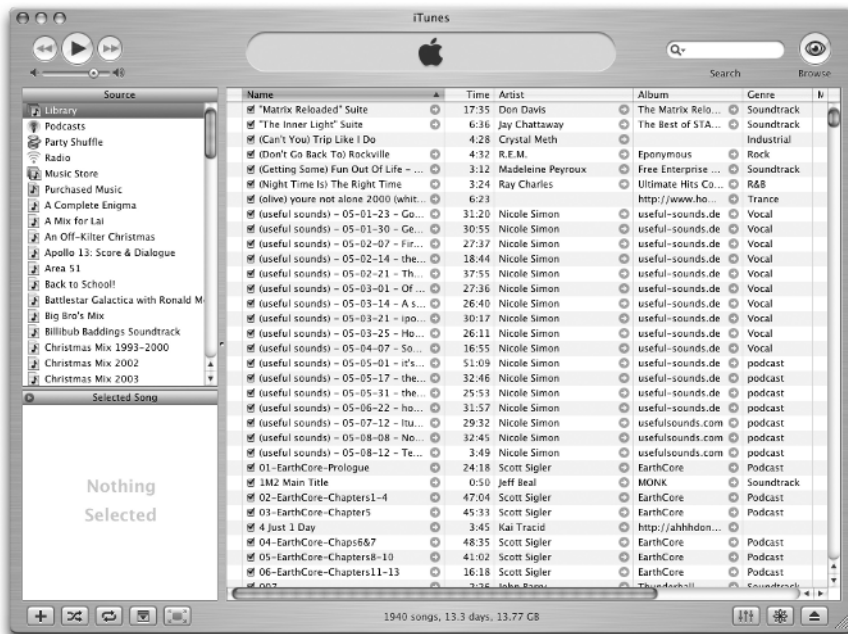 iTunes
Search
Browse
Source
Library
Podcasts
Party Shuffle
Radio
Music Store
Purchased Music
A Complete Enigma
A Mix for Lai
An Off-Kilter Christmas
Apollo 13: Score & Dialogue
Area 51
Back to School!
Battlestar Galactica with Ronald M
Big Bro's Mix
Billibub Baddings Soundtrack
Christmas Mix 1993-2000
Christmas Mix 2002
Christmas Mix 2003
Selected Song
Nothing
Selected
Name Time Artist Album Genre
"Matrix Reloaded" Suite 17:35 Don Davis The Matrix Relo... Soundtrack
"The Inner Light" Suite 6:36 Jay Chattaway The Best of STA... Soundtrack
(Can't You) Trip Like I Do 4:28 Crystal Meth Industrial
(Don't Go Back To) Rockville 4:32 R.E.M. Eponymous Rock
(Getting Some) Fun Out Of Life - ... 3:12 Madeleine Peyroux Free Enterprise ... Soundtrack
(Night Time Is) The Right Time 3:24 Ray Charles Ultimate Hits Co... R&B
(olive) youre not alone 2000 (whit... 6:23 http://www.ho... Trance
(useful sounds) - 05-01-23 - Go... 31:20 Nicole Simon useful-sounds.de Vocal
(useful sounds) - 05-01-30 - Ge... 30:55 Nicole Simon useful-sounds.de Vocal
(useful sounds) - 05-02-07 - Fir... 27:37 Nicole Simon useful-sounds.de Vocal
(useful sounds) - 05-02-14 - the... 18:44 Nicole Simon useful-sounds.de Vocal
(useful sounds) - 05-02-21 - Th... 37:55 Nicole Simon useful-sounds.de Vocal
(useful sounds) - 05-03-01 - Of ... 27:36 Nicole Simon useful-sounds.de Vocal
(useful sounds) - 05-03-14 - A s... 26:40 Nicole Simon useful-sounds.de Vocal
(useful sounds) - 05-03-21 - ipo... 30:17 Nicole Simon useful-sounds.de Vocal
(useful sounds) - 05-03-25 - Ho... 26:11 Nicole Simon useful-sounds.de Vocal
(useful sounds) - 05-04-07 - So... 16:55 Nicole Simon useful-sounds.de Vocal
(useful sounds) - 05-05-01 - it's... 51:09 Nicole Simon useful-sounds.de podcast
(useful sounds) - 05-05-17 - the... 32:46 Nicole Simon useful-sounds.de podcast
(useful sounds) - 05-05-31 - the... 25:53 Nicole Simon useful-sounds.de podcast
(useful sounds) - 05-06-22 - ho... 31:57 Nicole Simon useful-sounds.de podcast
(useful sounds) - 05-07-12 - Itu... 29:32 Nicole Simon usefulsounds.com podcast
(useful sounds) - 05-08-08 - No... 32:45 Nicole Simon usefulsounds.com podcast
(useful sounds) - 05-08-12 - Te... 3:49 Nicole Simon usefulsounds.com podcast
01-EarthCore-Prologue 24:18 Scott Sigler EarthCore Podcast
1M2 Main Title 0:50 Jeff Beal MONK Soundtrack
02-EarthCore-Chapters1-4 47:04 Scott Sigler EarthCore Podcast
03-EarthCore-Chapter5 45:33 Scott Sigler EarthCore Podcast
4 Just 1 Day 3:45 Kai Tracid http://ahhhdon...
04-EarthCore-Chaps6&7 48:35 Scott Sigler EarthCore Podcast
05-EarthCore-Chapters8-10 41:02 Scott Sigler EarthCore Podcast
06-EarthCore-Chapters11-13 16:18 Scott Sigler EarthCore Podcast
007 2:26 John Barry Thunderball Soundtrack
1940 songs, 13.3 days, 13.77 GB